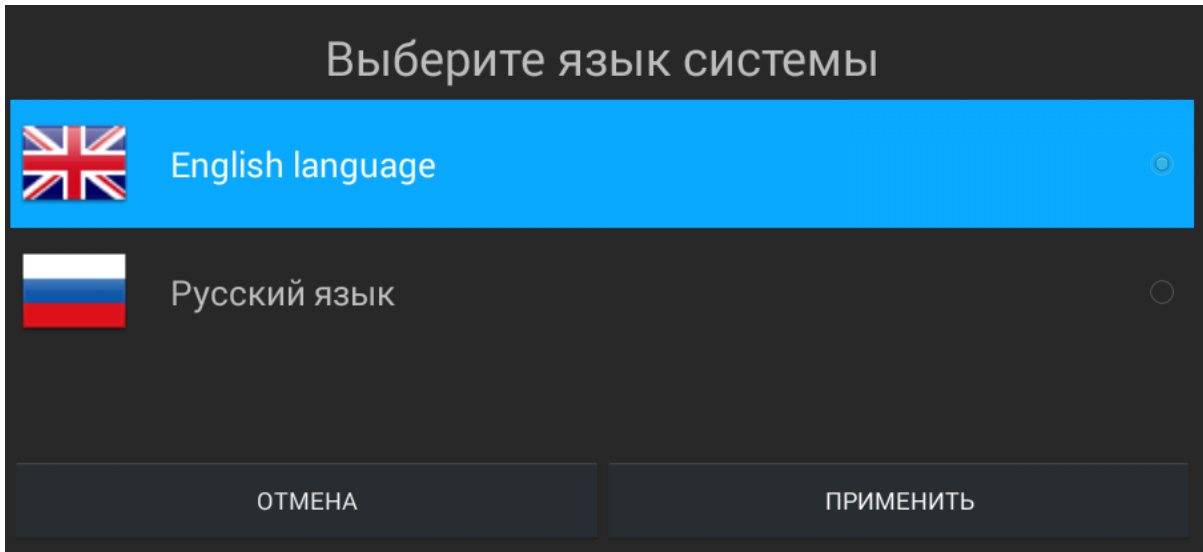 Выберите язык системы
English language
Русский язык
ОТМЕНА
ПРИМЕНИТЬ